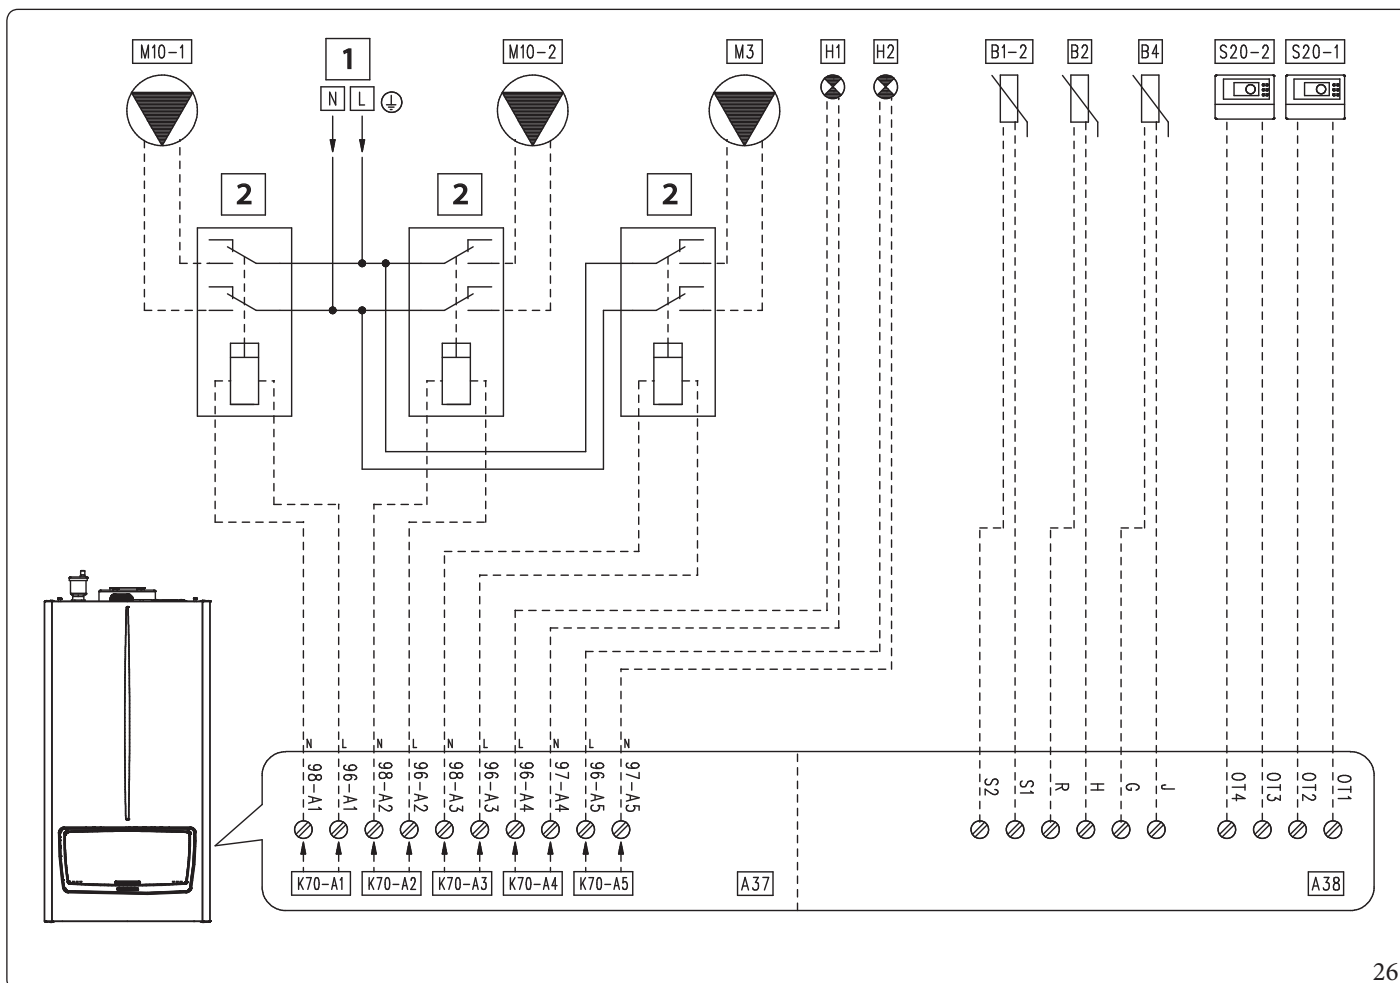 M10-1 1 M10-2 M3 H1 H2 B1-2 B2 B4 S20-2 S20-1
N L
2 2 2
N L N L N L L N L N
98-A1 96-A1 98-A2 96-A2 98-A3 96-A3 96-A4 97-A4 96-A5 97-A5 S2 S1 R H G J OT4 OT3 OT2 OT1
K70-A1 K70-A2 K70-A3 K70-A4 K70-A5 A37 A38
26